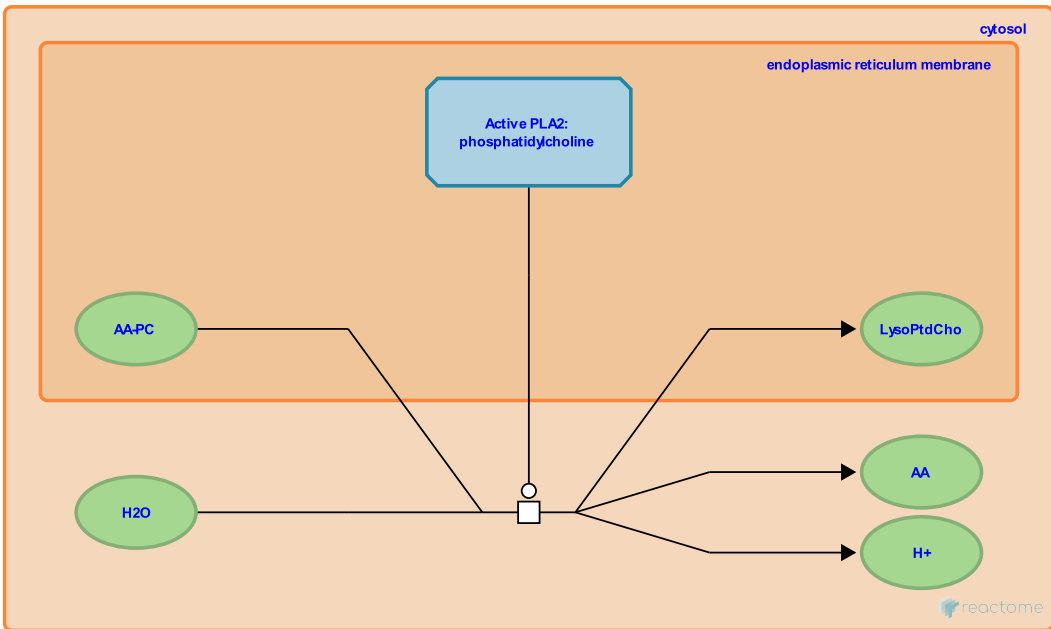 cytosol
endoplasmic reticulum membrane
Active PLA2:
phosphatidylcholine
AA-PC
LysoPtdCho
AA
H2O
H+
reactome